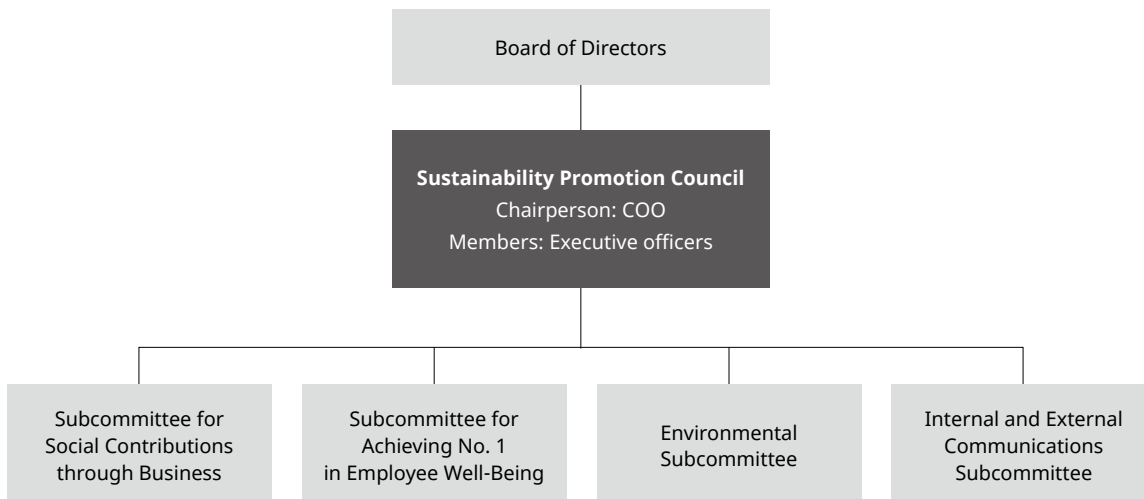 Board of Directors
Sustainability Promotion Council
Chairperson: COO
Members: Executive officers
Subcommittee for
Social Contributions
through Business
Subcommittee for
Achieving No. 1
in Employee Well-Being
Environmental
Subcommittee
Internal and External
Communications
Subcommittee